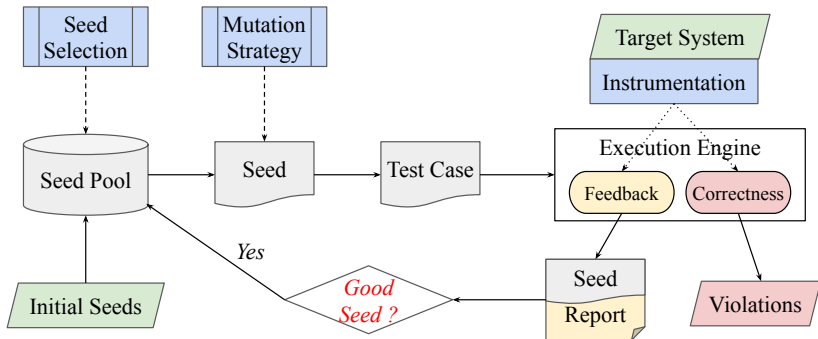 Seed
Selection
Mutation
Strategy
Target System
Instrumentation
Seed Pool
Seed
Test Case
Execution Engine
Feedback
Correctness
Yes
Initial Seeds
Good
Seed ?
Seed
Report
Violations